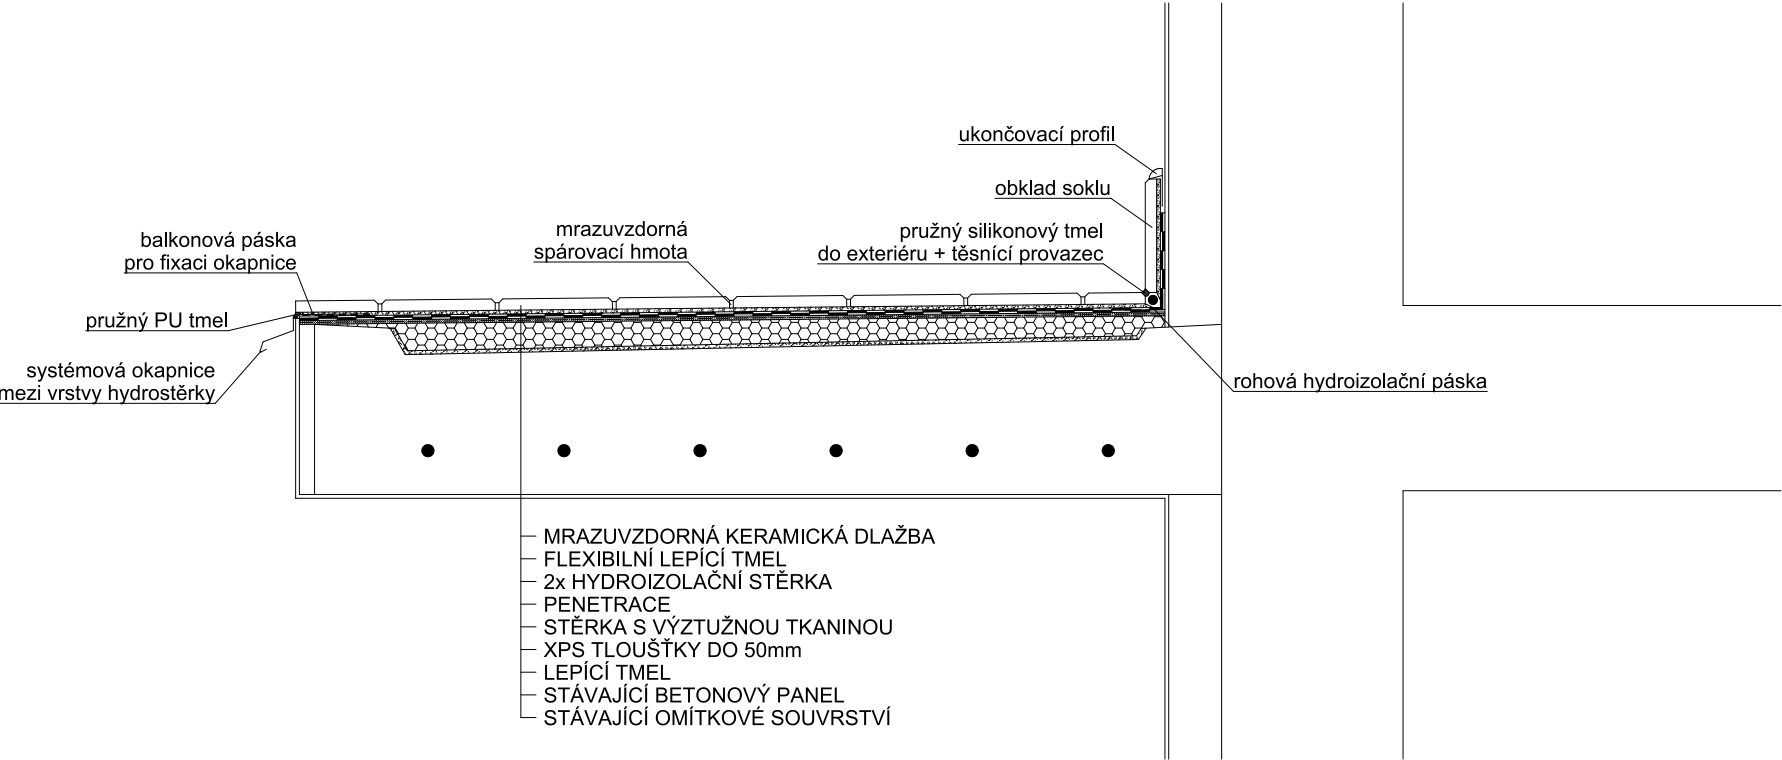 ukončovací profil
obklad soklu
pružný silikonový tmel
do exteriéru + těsnící provazec
mrazuvzdorná
spárovací hmota
balkonová páska
pro fixaci okapnice
pružný PU tmel
systémová okapnice
mezi vrstvy hydrostěrky
rohová hydroizolační páska
MRAZUVZDORNÁ KERAMICKÁ DLAŽBA
FLEXIBILNÍ LEPÍCÍ TMEL
2x HYDROIZOLAČNÍ STĚRKA
PENETRACE
STĚRKA S VÝZTUŽNOU TKANINOU
XPS TLOUŠŤKY DO 50mm
LEPÍCÍ TMEL
STÁVAJÍCÍ BETONOVÝ PANEL
STÁVAJÍCÍ OMÍTKOVÉ SOUVRSTVÍ